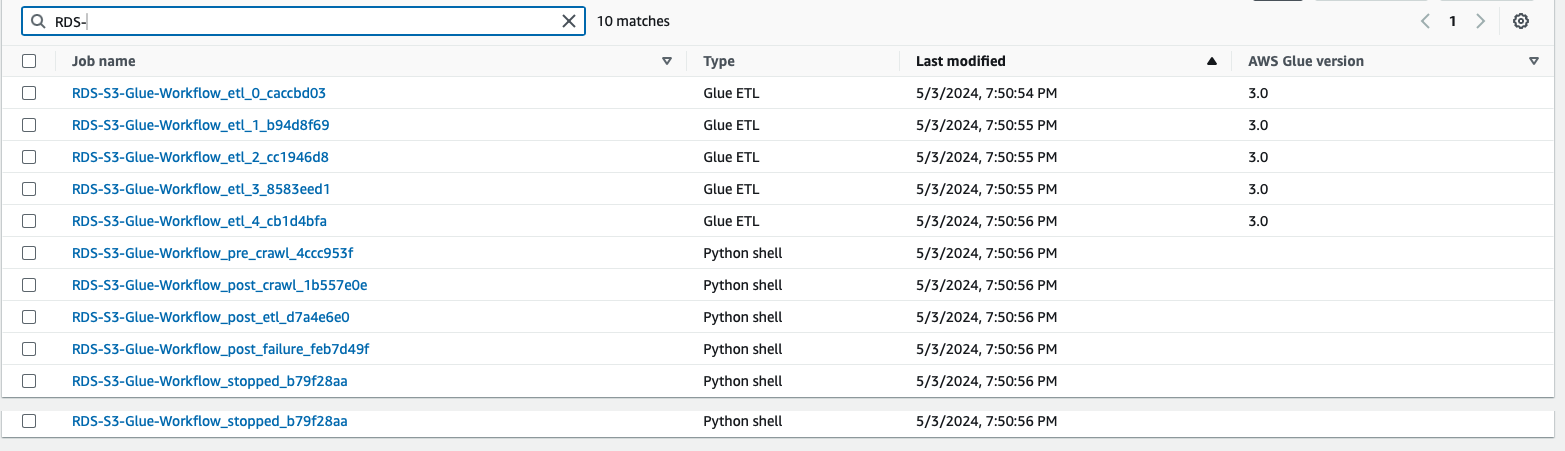 RDS- 10 matches 1
Job name Type Last modified AWS Glue version
RDS-S3-Glue-Workflow_etl_0_caccbd03 Glue ETL 5/3/2024, 7:50:54 PM 3.0
RDS-S3-Glue-Workflow_etl_1_b94d8f69 Glue ETL 5/3/2024, 7:50:55 PM 3.0
RDS-S3-Glue-Workflow_etl_2_cc1946d8 Glue ETL 5/3/2024, 7:50:55 PM 3.0
RDS-S3-Glue-Workflow_etl_3_8583eed1 Glue ETL 5/3/2024, 7:50:55 PM 3.0
RDS-S3-Glue-Workflow_etl_4_cb1d4bfa Glue ETL 5/3/2024, 7:50:56 PM 3.0
RDS-S3-Glue-Workflow_pre_crawl_4ccc953f Python shell 5/3/2024, 7:50:56 PM
RDS-S3-Glue-Workflow_post_crawl_1b557e0e Python shell 5/3/2024, 7:50:56 PM
RDS-S3-Glue-Workflow_post_etl_d7a4e6e0 Python shell 5/3/2024, 7:50:56 PM
RDS-S3-Glue-Workflow_post_failure_feb7d49f Python shell 5/3/2024, 7:50:56 PM
RDS-S3-Glue-Workflow_stopped_b79f28aa Python shell 5/3/2024, 7:50:56 PM
RDS-S3-Glue-Workflow_stopped_b79f28aa Python shell 5/3/2024, 7:50:56 PM